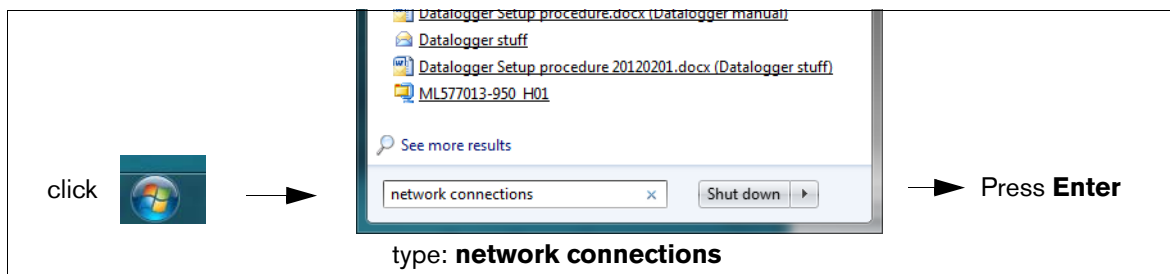 Datalogger Setup procedure.docx (Datalogger manual)
Datalogger stuff
Datalogger Setup procedure 20120201.docx (Datalogger stuff)
ML577013-950_H01
See more results
click
network connections
Shut down
Press Enter
type: network connections